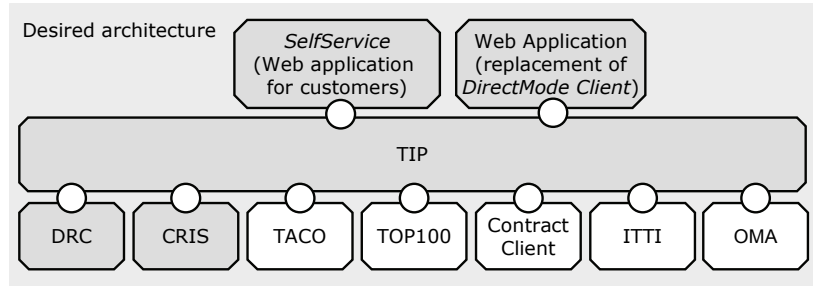 Desired architecture
SelfService
(Web application
for customers)
Web Application
(replacement of
DirectMode Client)
TIP
DRC
CRIS
TACO
TOP100
Contract
Client
ITTI
OMA